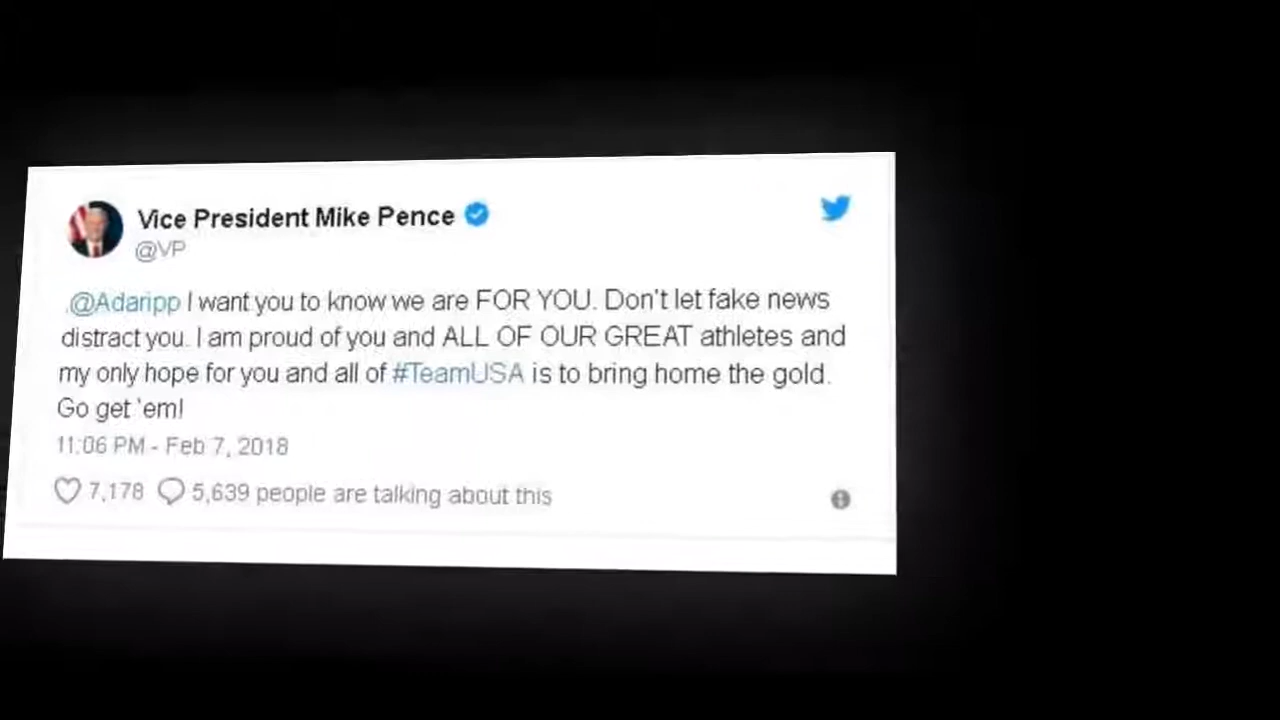 Vice President Mike Pence
@VP
.@Adaripp I want you to know we are FOR YOU. Don't let fake news
distract you. I am proud of you and ALL OF OUR GREAT athletes and
my only hope for you and all of #TeamUSA is to bring home the gold.
Go get 'em!
11:06 PM - Feb 7, 2018
7,178 5,639 people are talking about this